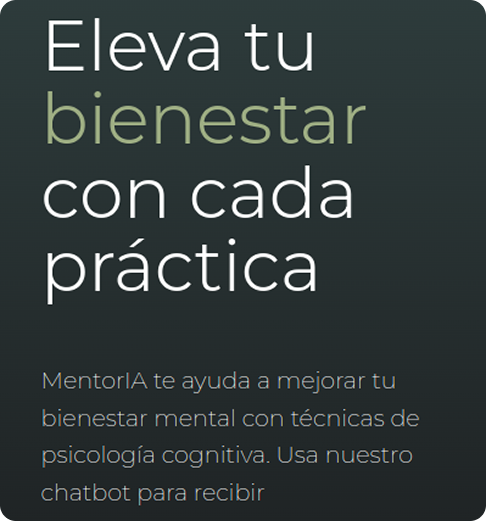 Eleva tu
bienestar
con cada
práctica
MentorIA te ayuda a mejorar tu
bienestar mental con técnicas de
psicología cognitiva. Usa nuestro
chatbot para recibir